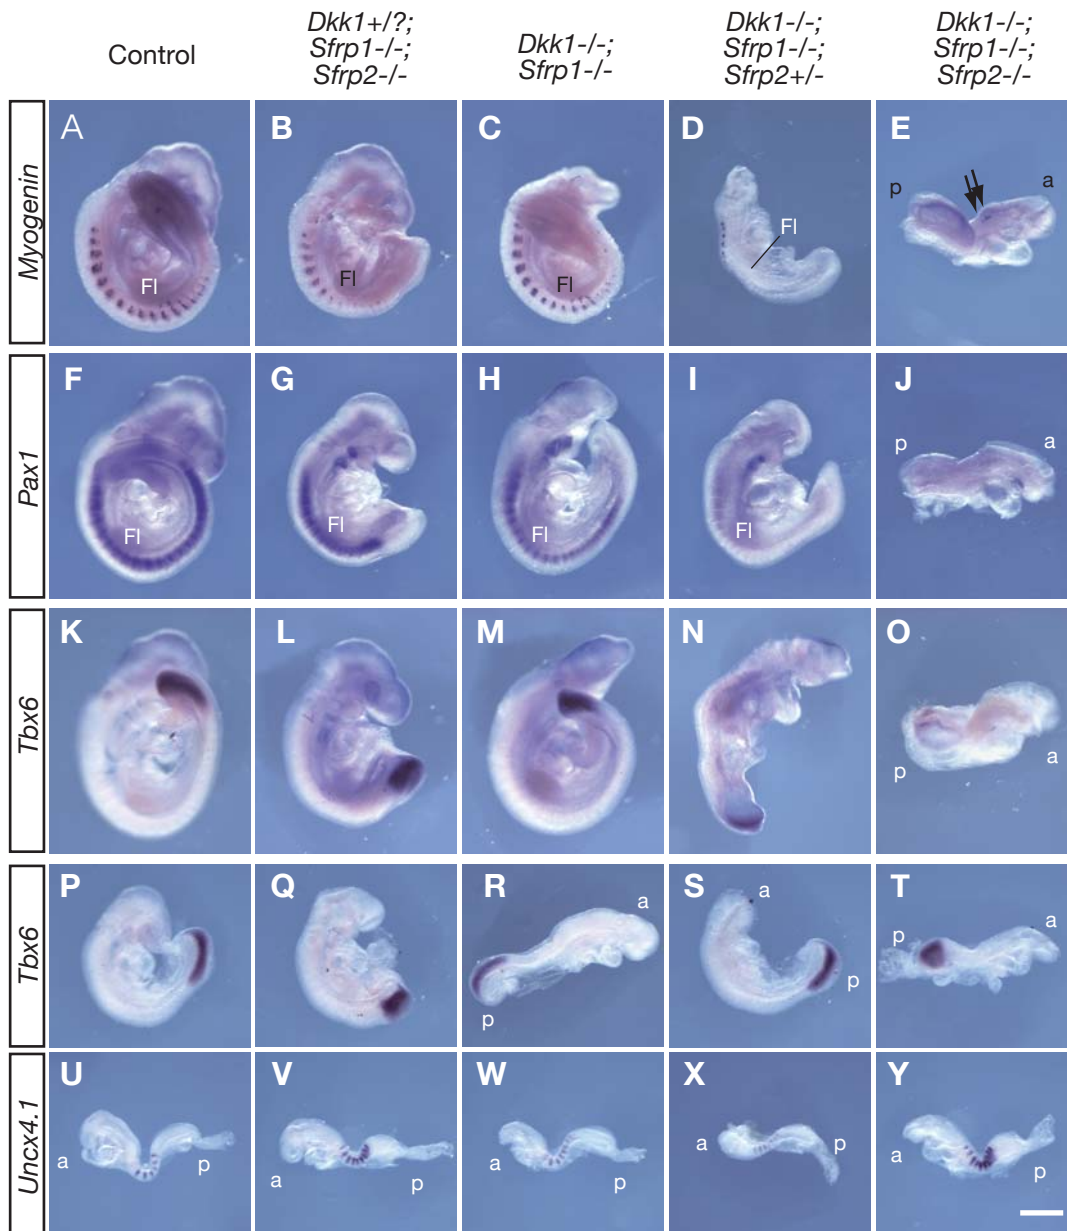 Control
Dkk1+/?;
Sfrp1-/-;
Sfrp2-/-
Dkk1-/-;
Sfrp1-/-
Dkk1-/-;
Sfrp1-/-;
Sfrp2+/-
Dkk1-/-;
Sfrp1-/-;
Sfrp2-/-
Myogenin
A
Fl
B
Fl
C
Fl
D
Fl
E
p
a
Pax1
F
Fl
G
Fl
H
Fl
I
Fl
J
p
a
Tbx6
K
L
M
N
O
p
a
Tbx6
P
Q
R
a
p
S
a
p
T
p
a
Uncx4.1
U
a
p
V
a
p
W
a
p
X
a
p
Y
a
p